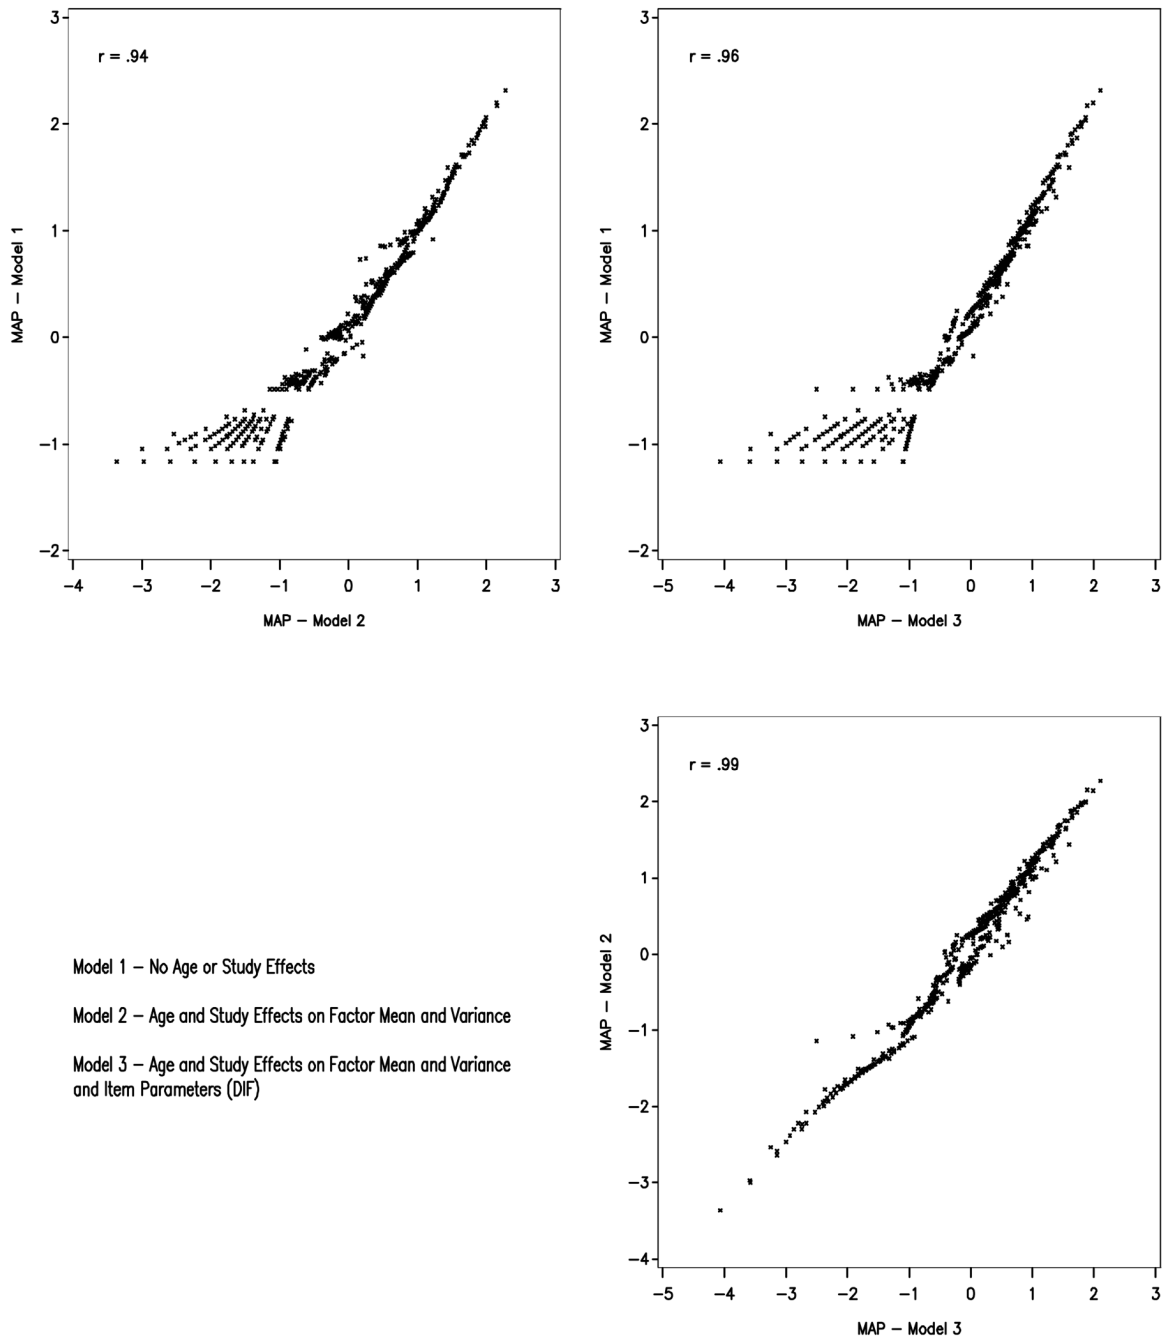 r = .94
3
2
1
0
−1
−2
MAP − Model 1
−4 −3 −2 −1 0 1 2 3
MAP − Model 2
r = .96
3
2
1
0
−1
−2
MAP − Model 1
−5 −4 −3 −2 −1 0 1 2 3
MAP − Model 3
r = .99
3
2
1
0
−1
−2
−3
−4
MAP − Model 2
−5 −4 −3 −2 −1 0 1 2 3
MAP − Model 3
Model 1 − No Age or Study Effects
Model 2 − Age and Study Effects on Factor Mean and Variance
Model 3 − Age and Study Effects on Factor Mean and Variance
and Item Parameters (DIF)